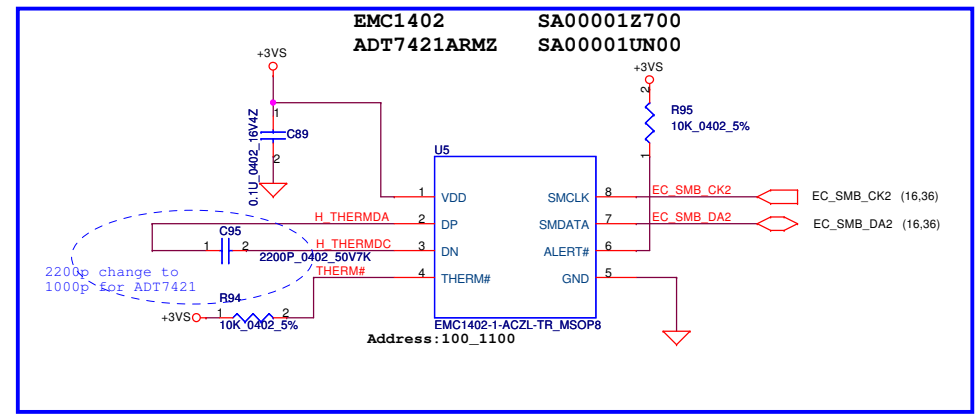 EMC1402 SA00001Z700
ADT7421ARMZ SA00001UN00
+3VS
+3VS
1
C89
2
0.1U_0402_16V4Z
2
R95
10K_0402_5%
1
U5
1 VDD
2 DP
3 DN
4 THERM#
SMCLK 8
SMDATA 7
ALERT# 6
GND 5
EC_SMB_CK2
EC_SMB_CK2 (16,36)
EC_SMB_DA2
EC_SMB_DA2 (16,36)
H_THERMDA
C95
1 2
H_THERMDC
2200P_0402_50V7K
THERM#
2200p change to
1000p for ADT7421
R94
+3VS
1 2
10K_0402_5%
EMC1402-1-ACZL-TR_MSOP8
Address:100_1100